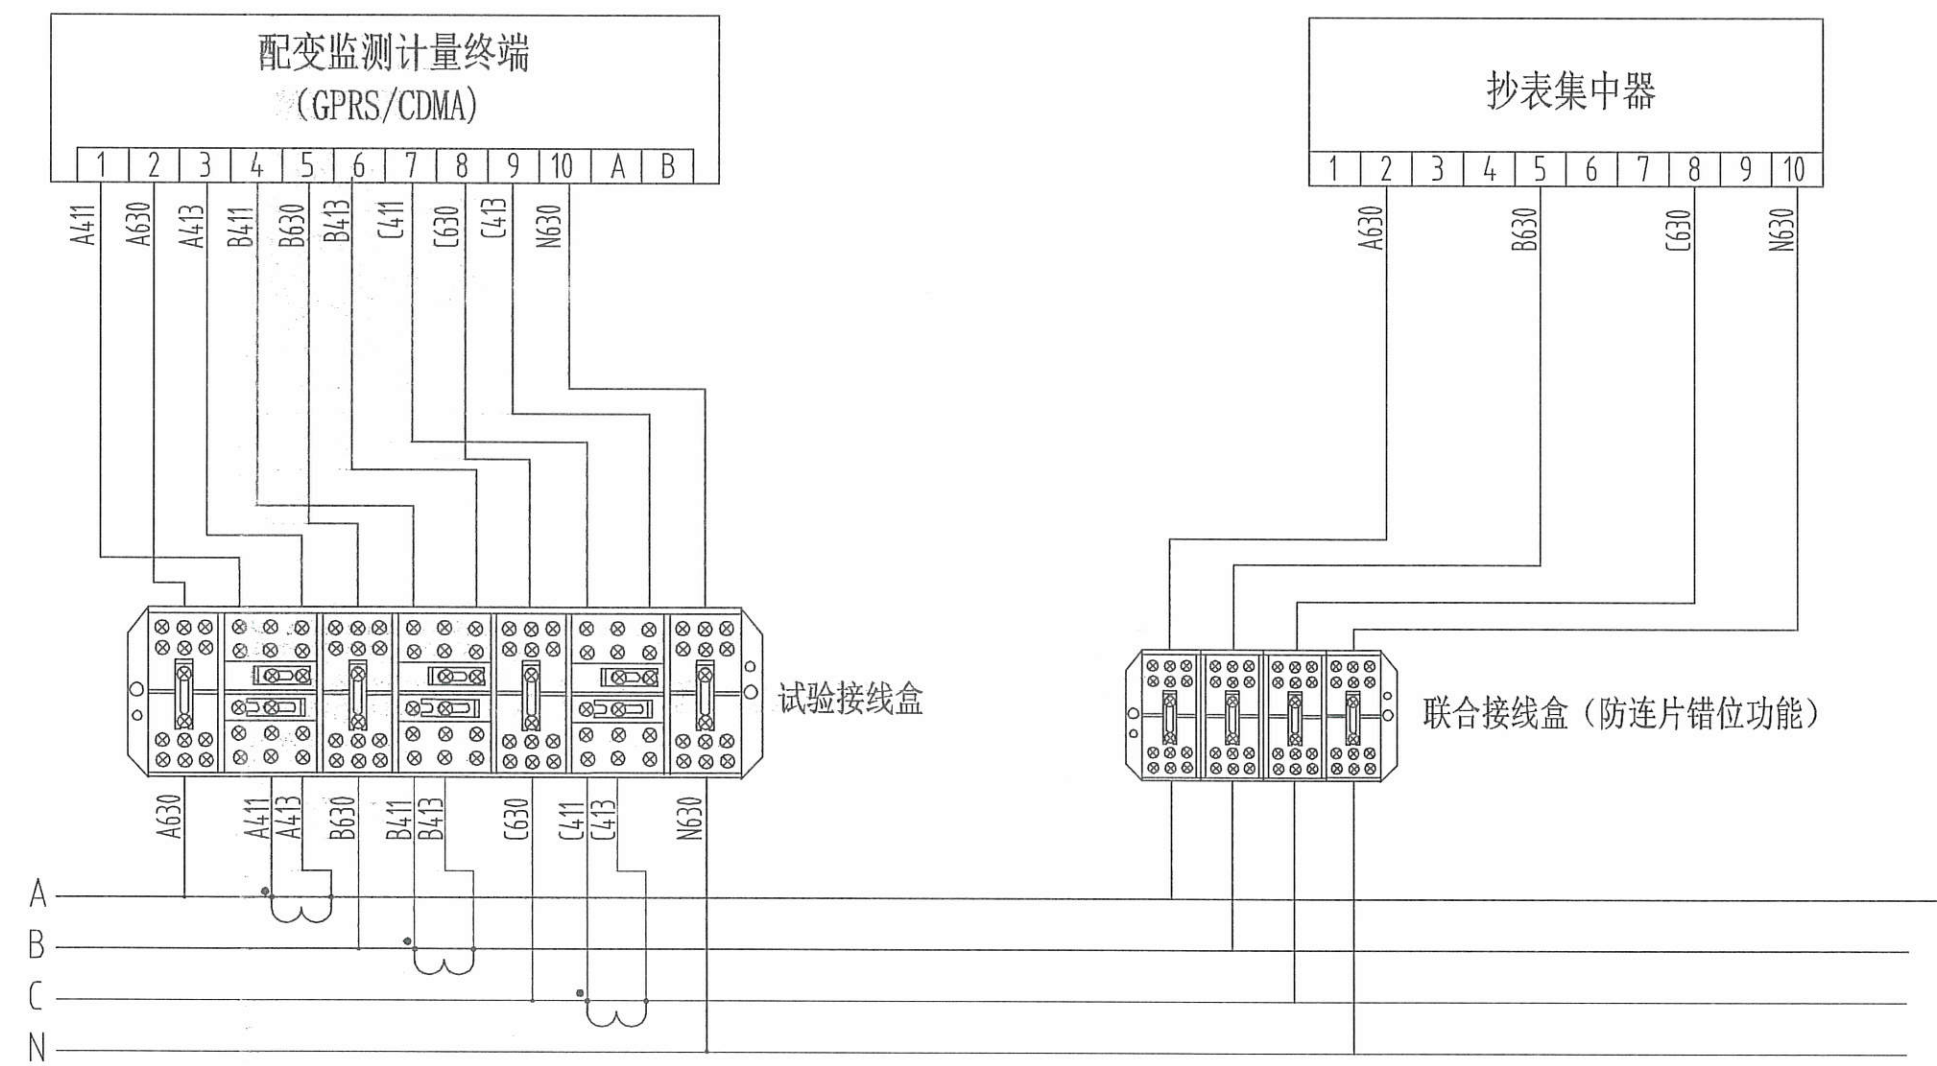 配变监测计量终端
(GPRS/CDMA)
1 2 3 4 5 6 7 8 9 10 A B
A411 A630 A413 B411 B630 B413 C411 C630 C413 N630
抄表集中器
1 2 3 4 5 6 7 8 9 10
A630 B630 C630 N630
试验接线盒
联合接线盒（防连片错位功能）
A630 A411 A413 B630 B411 B413 C630 C411 C413 N630
A
B
C
N